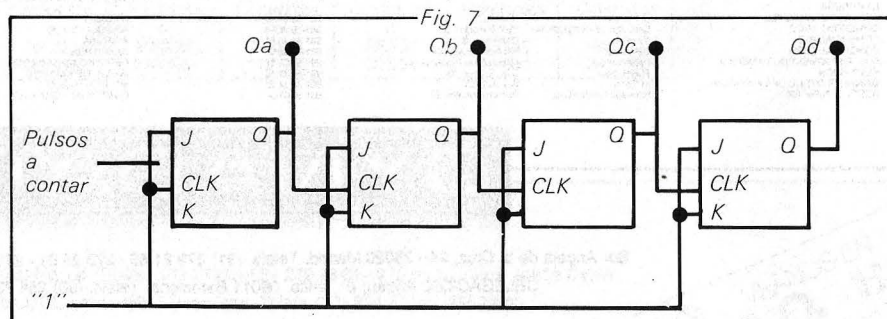 Fig. 7
Qa Qb Qc Qd
J Q J Q J Q J Q
Pulsos
a
contar
CLK CLK CLK CLK
K K K K
"1"